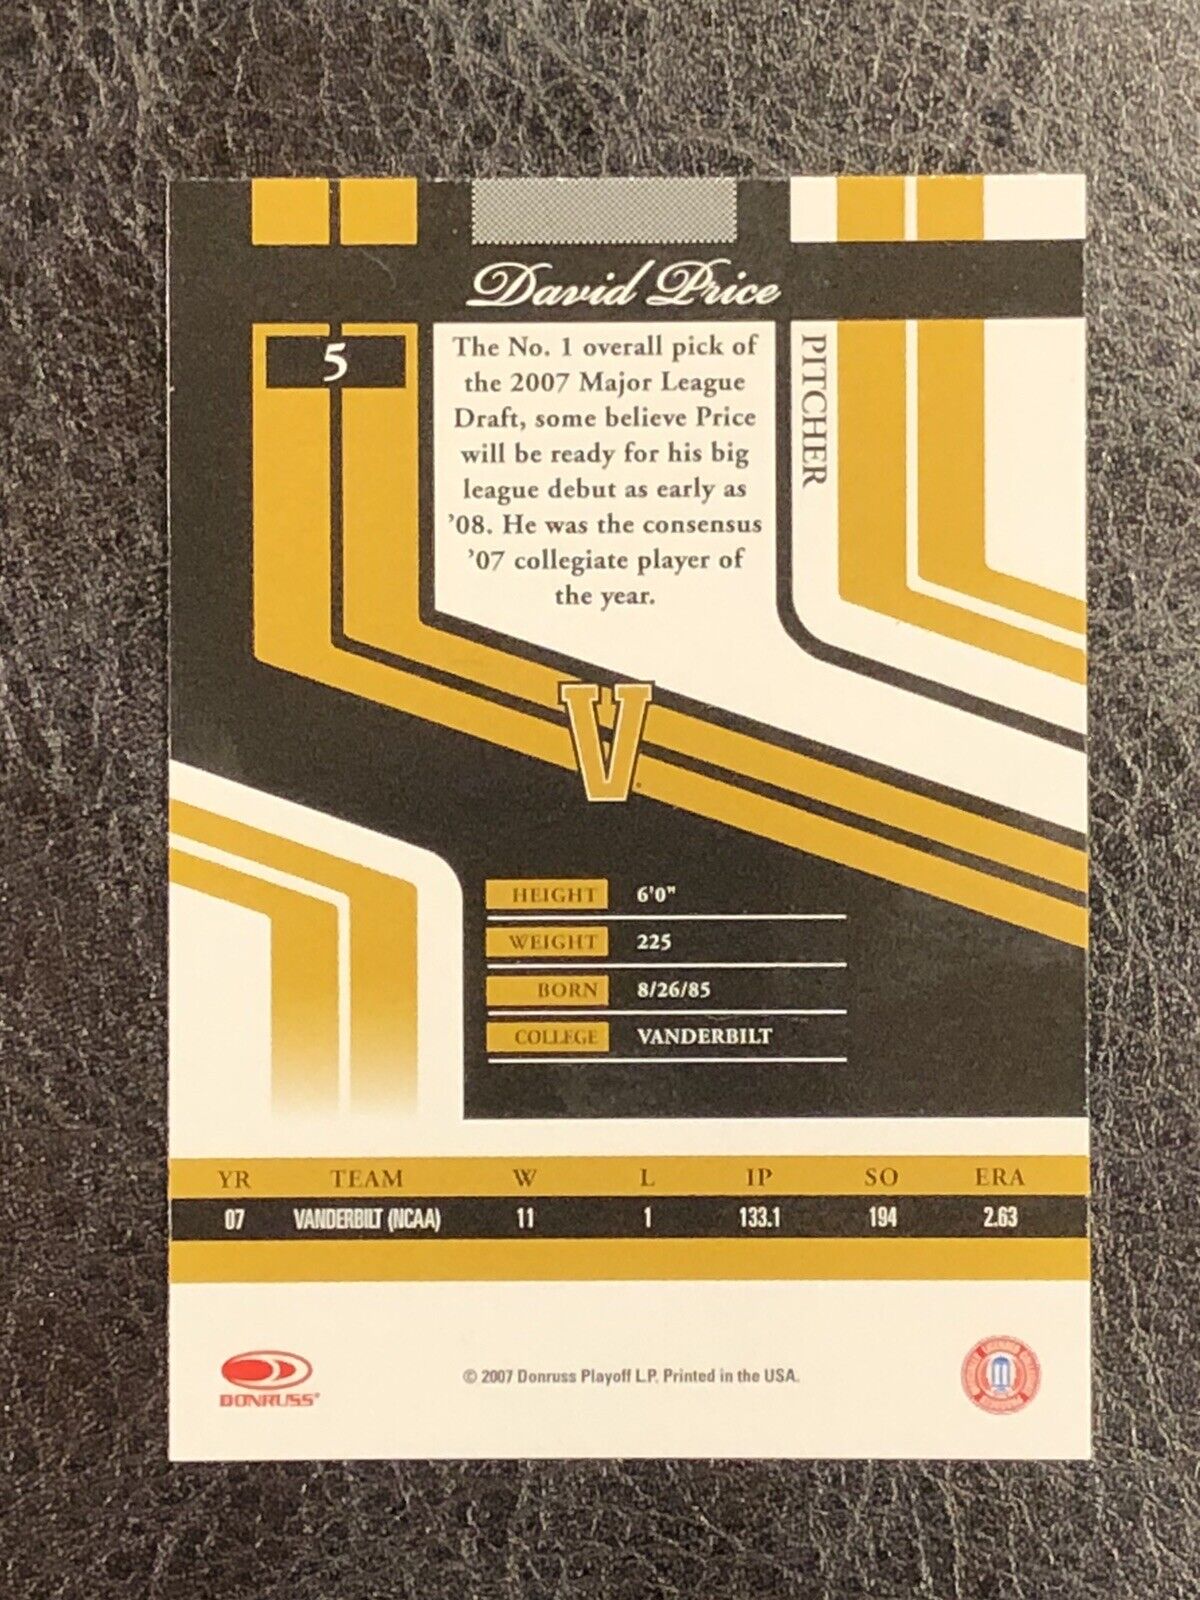 David Price
5
The No. 1 overall pick of
the 2007 Major League
Draft, some believe Price
will be ready for his big
league debut as early as
’08. He was the consensus
’07 collegiate player of
the year.
PITCHER
V
HEIGHT 6'0"
WEIGHT 225
BORN 8/26/85
COLLEGE VANDERBILT
YR TEAM W L IP SO ERA
07 VANDERBILT (NCAA) 11 1 133.1 194 2.63
DONRUSS
© 2007 Donruss Playoff L.P. Printed in the USA.